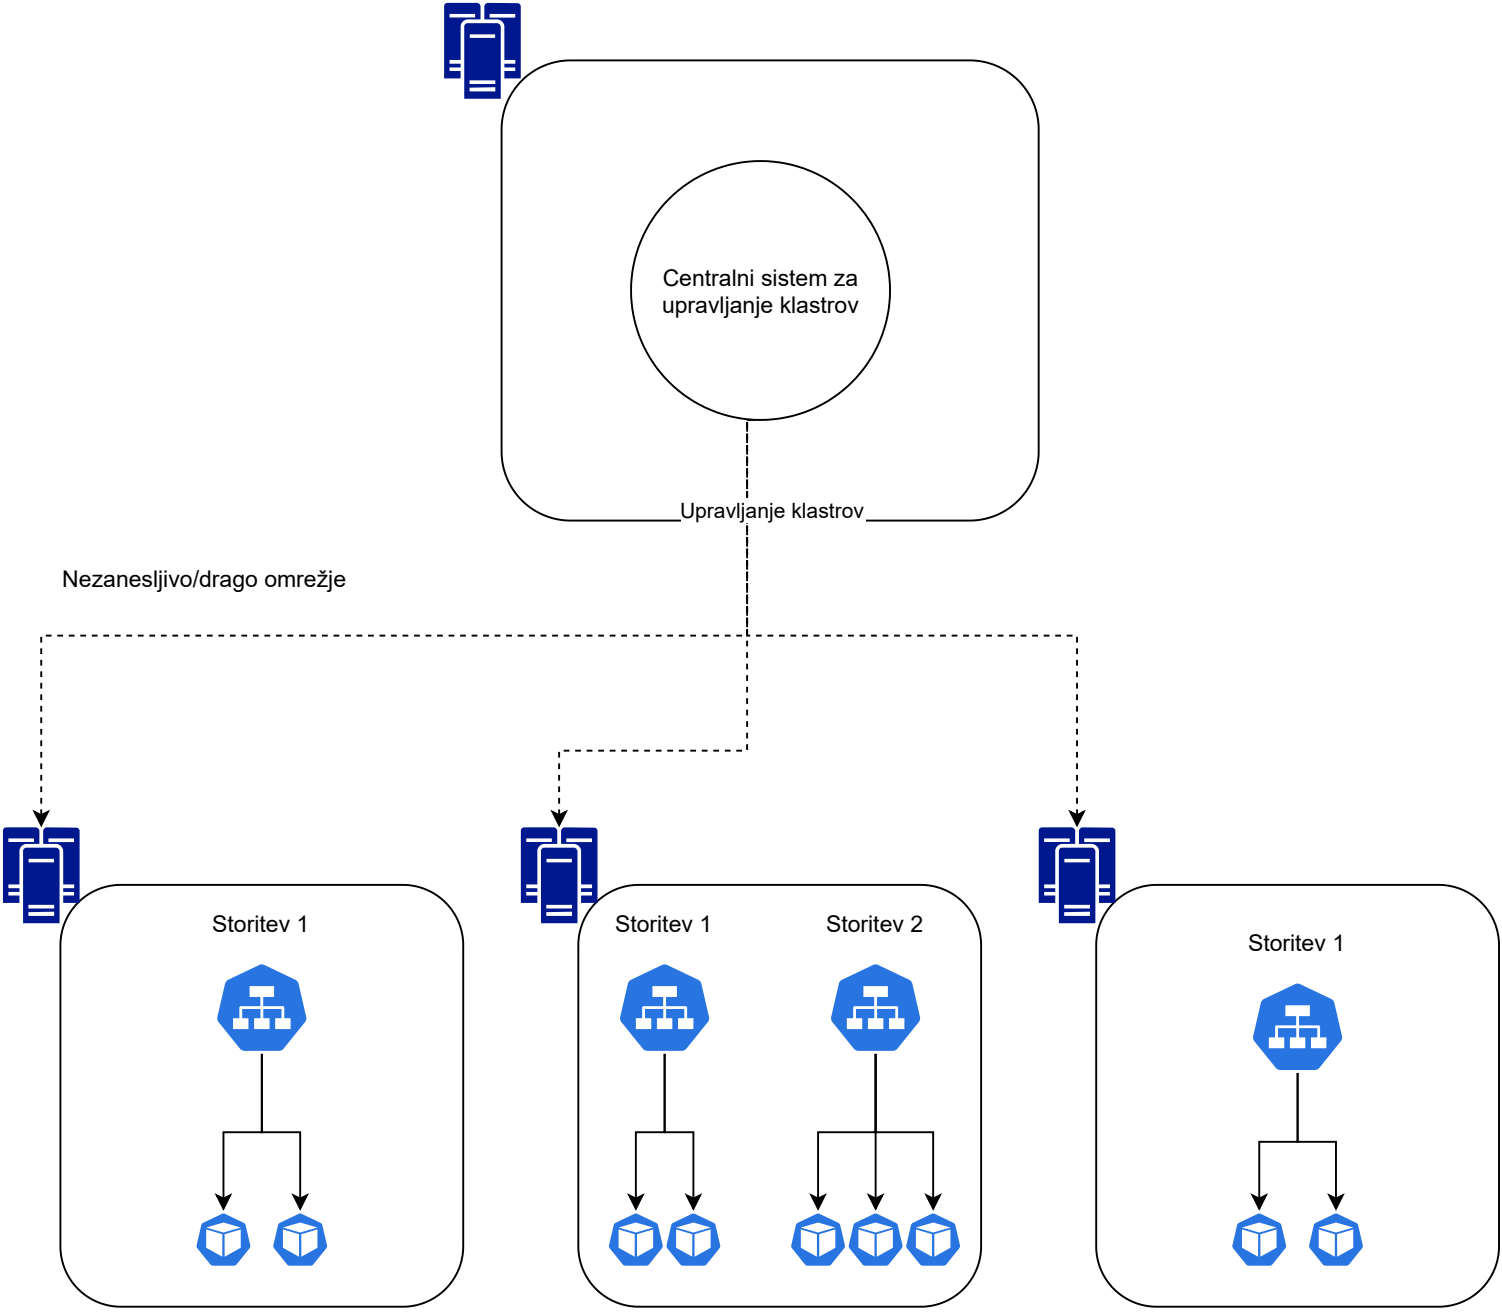 Centralni sistem za
upravljanje klastrov
Upravljanje klastrov
Nezanesljivo/drago omrežje
Storitev 1
Storitev 1
Storitev 2
Storitev 1